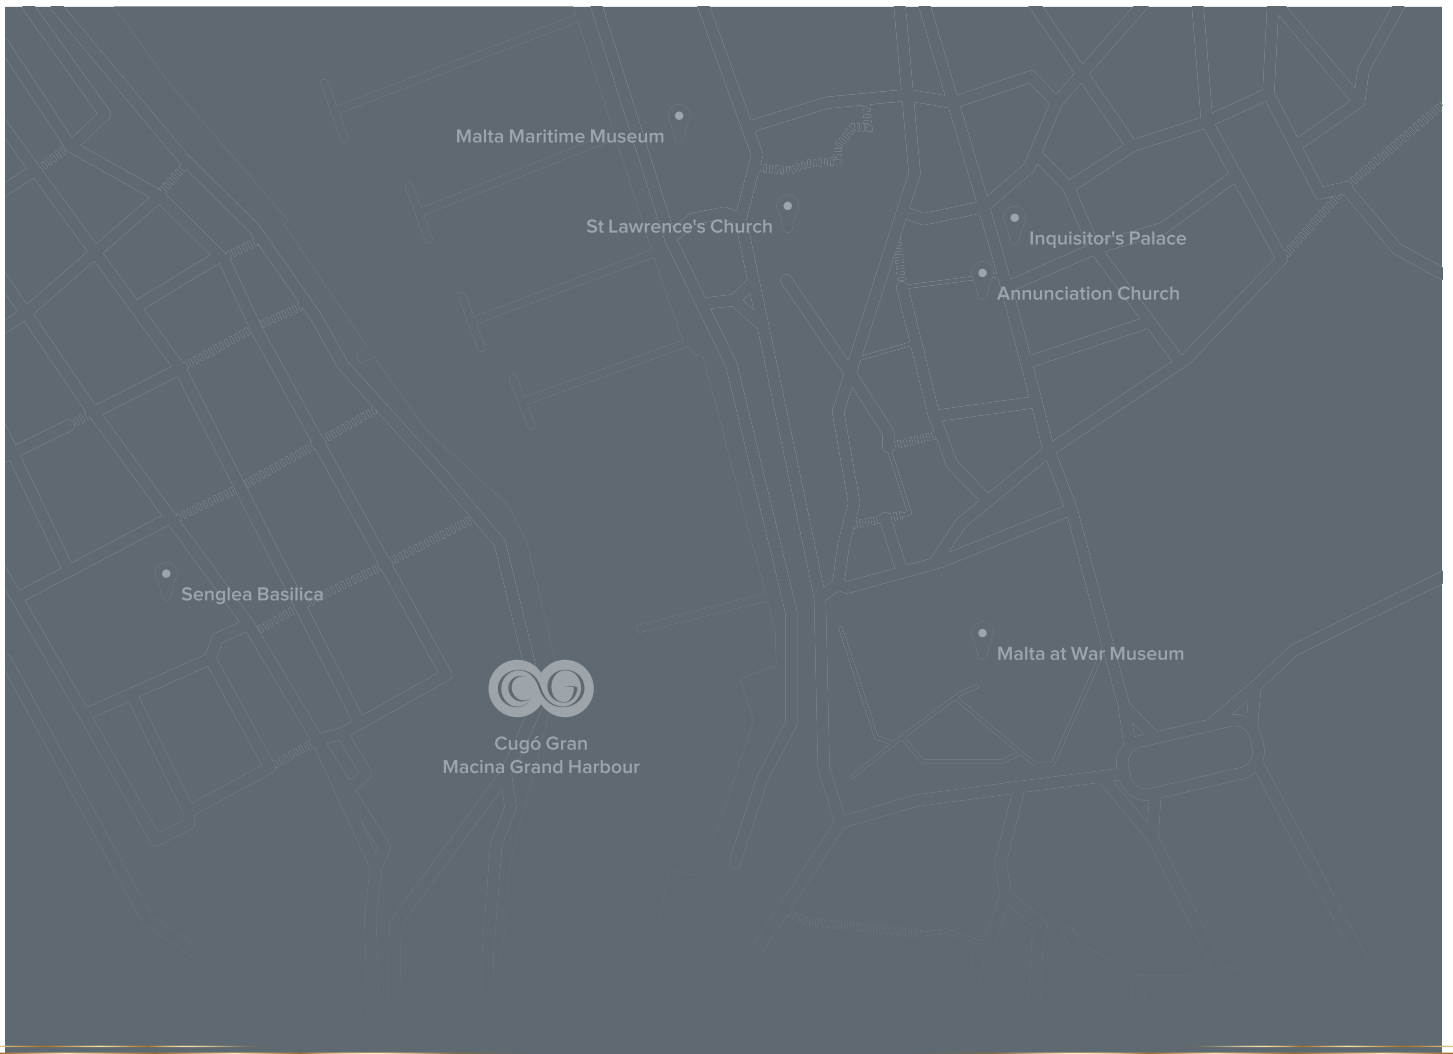 Malta Maritime Museum
St Lawrence's Church
Inquisitor's Palace
Annunciation Church
Senglea Basilica
Malta at War Museum
CG
Cugó Gran
Macina Grand Harbour